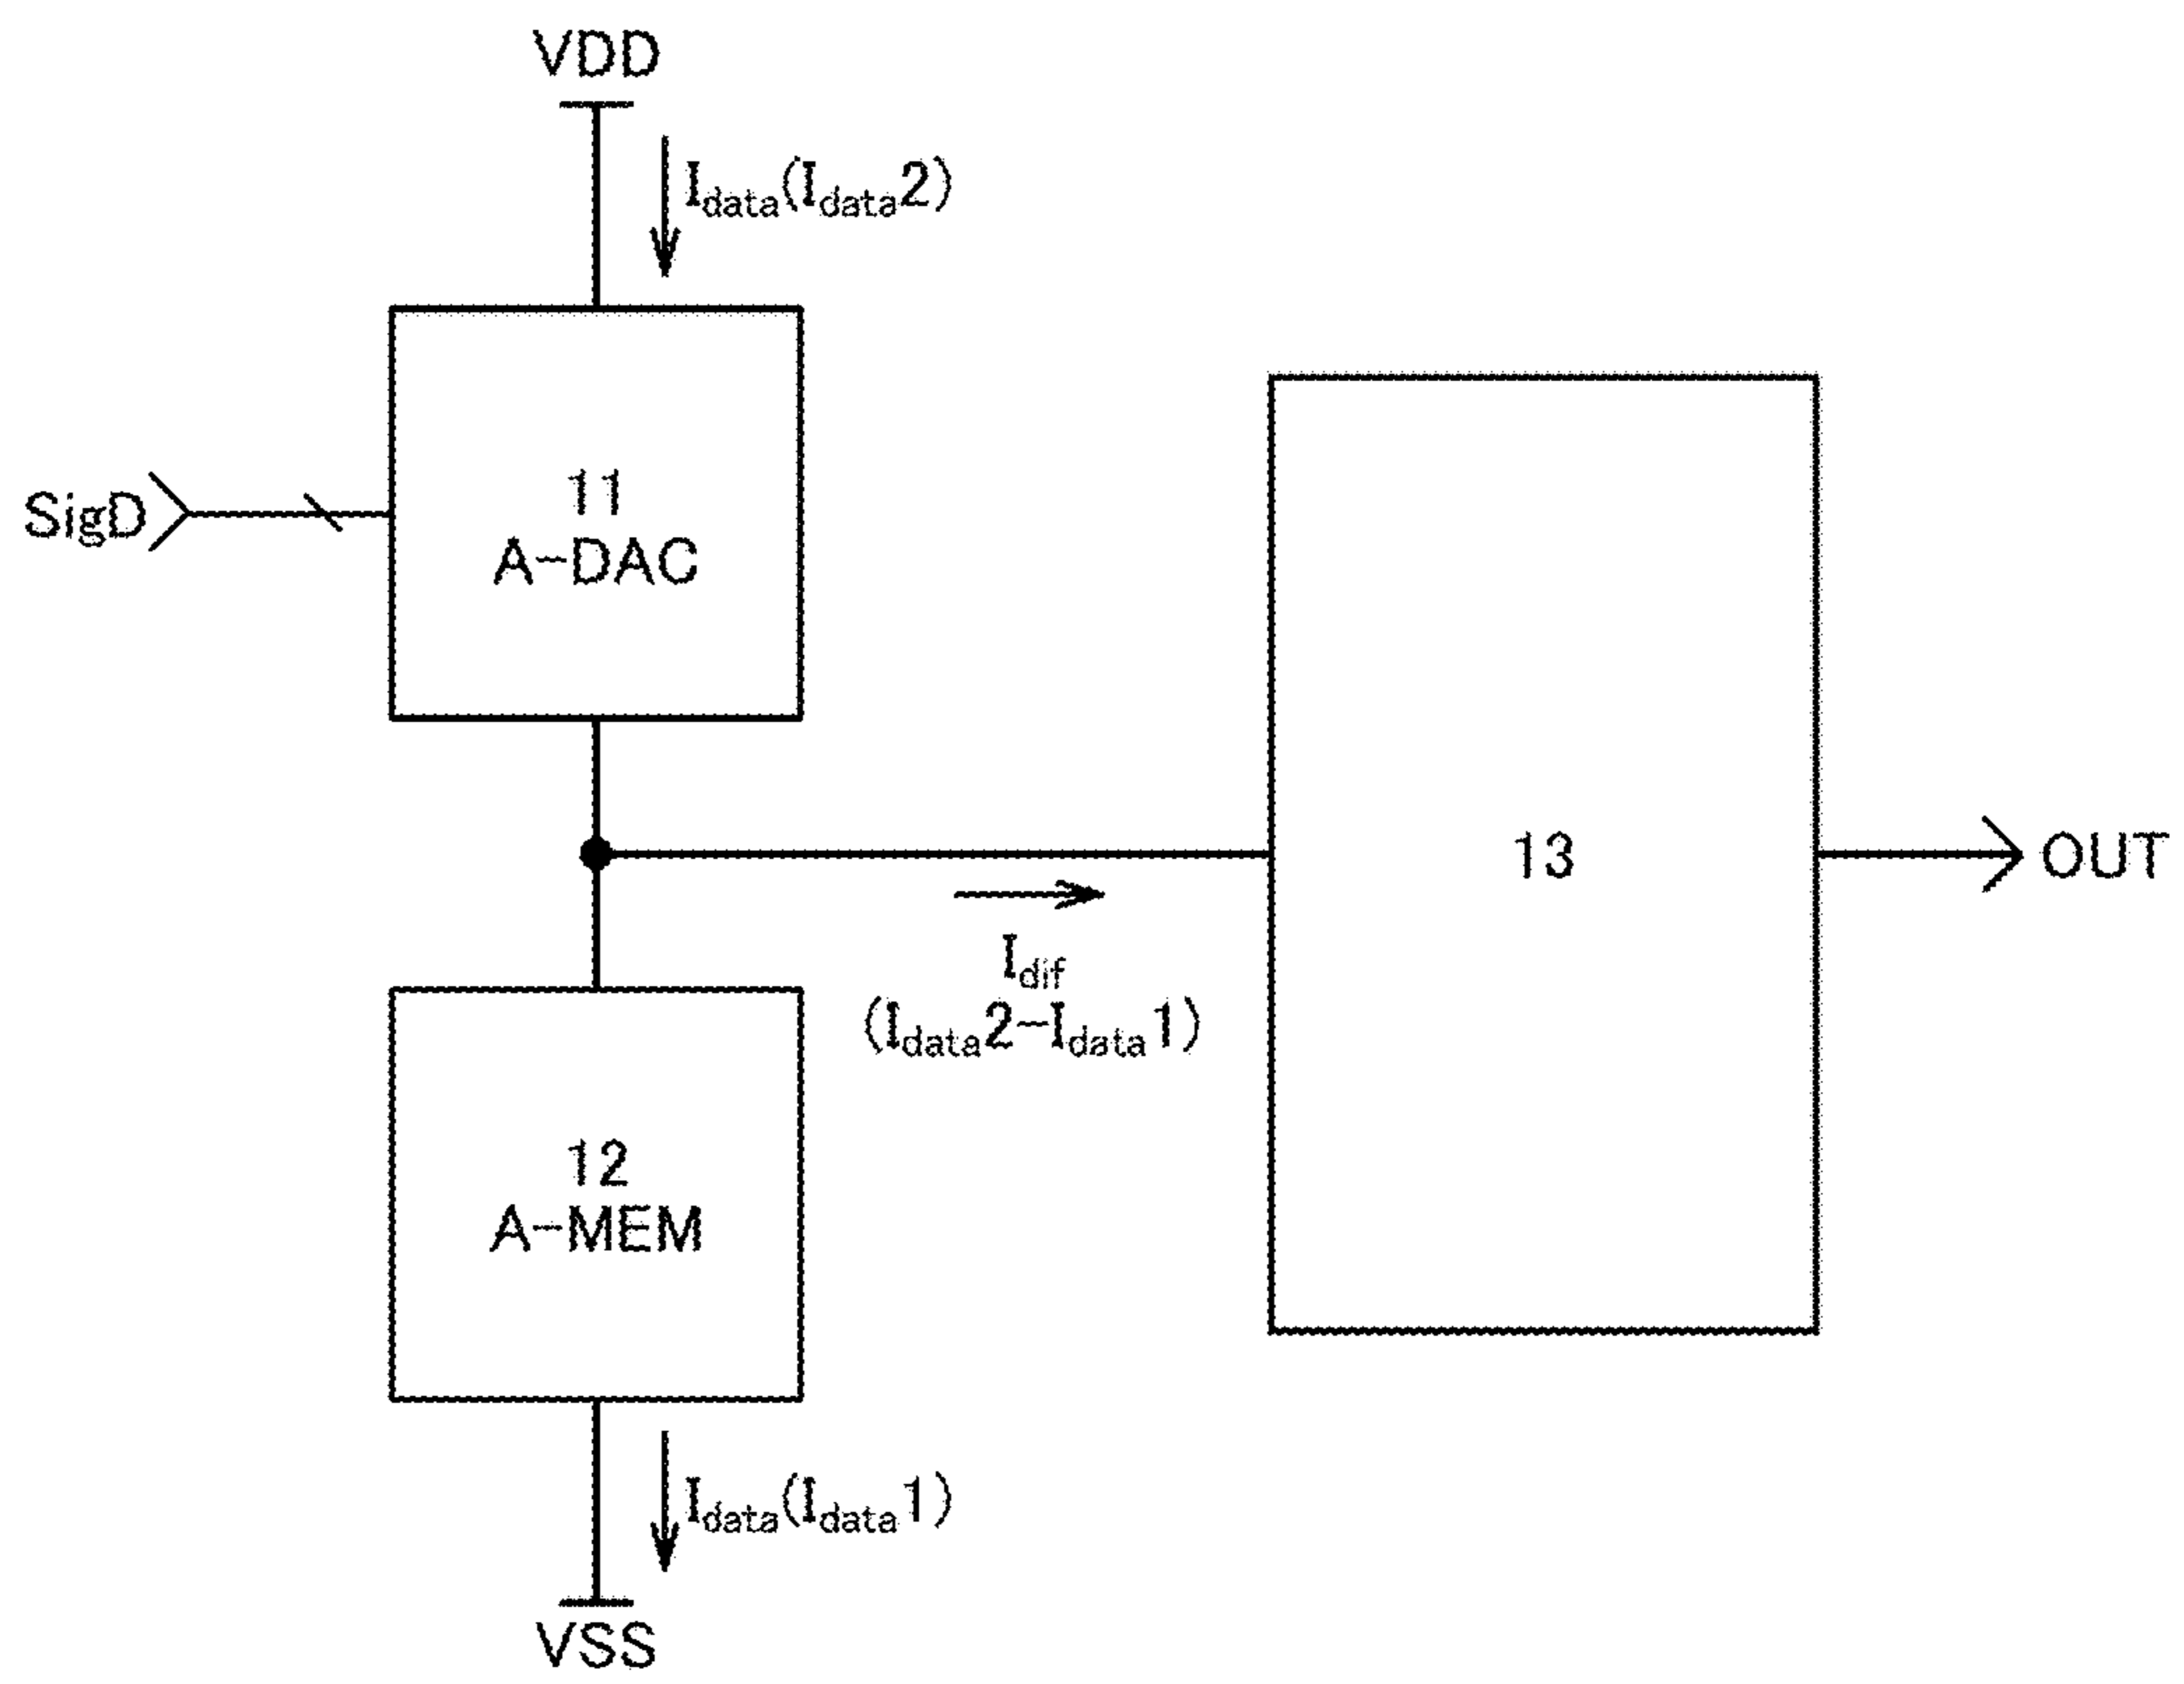 VDD
Idata(Idata2)
SigD
11
A-DAC
13
OUT
Idif
(Idata2-Idata1)
12
A-MEM
Idata(Idata1)
VSS